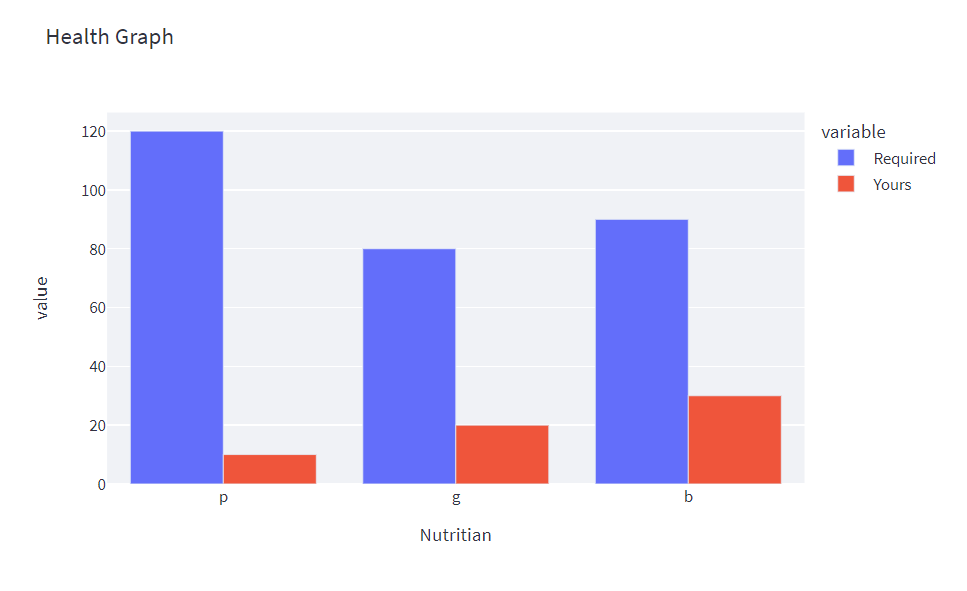 Health Graph
variable
Required
Yours
value
120
100
80
60
40
20
0
p
g
b
Nutritian